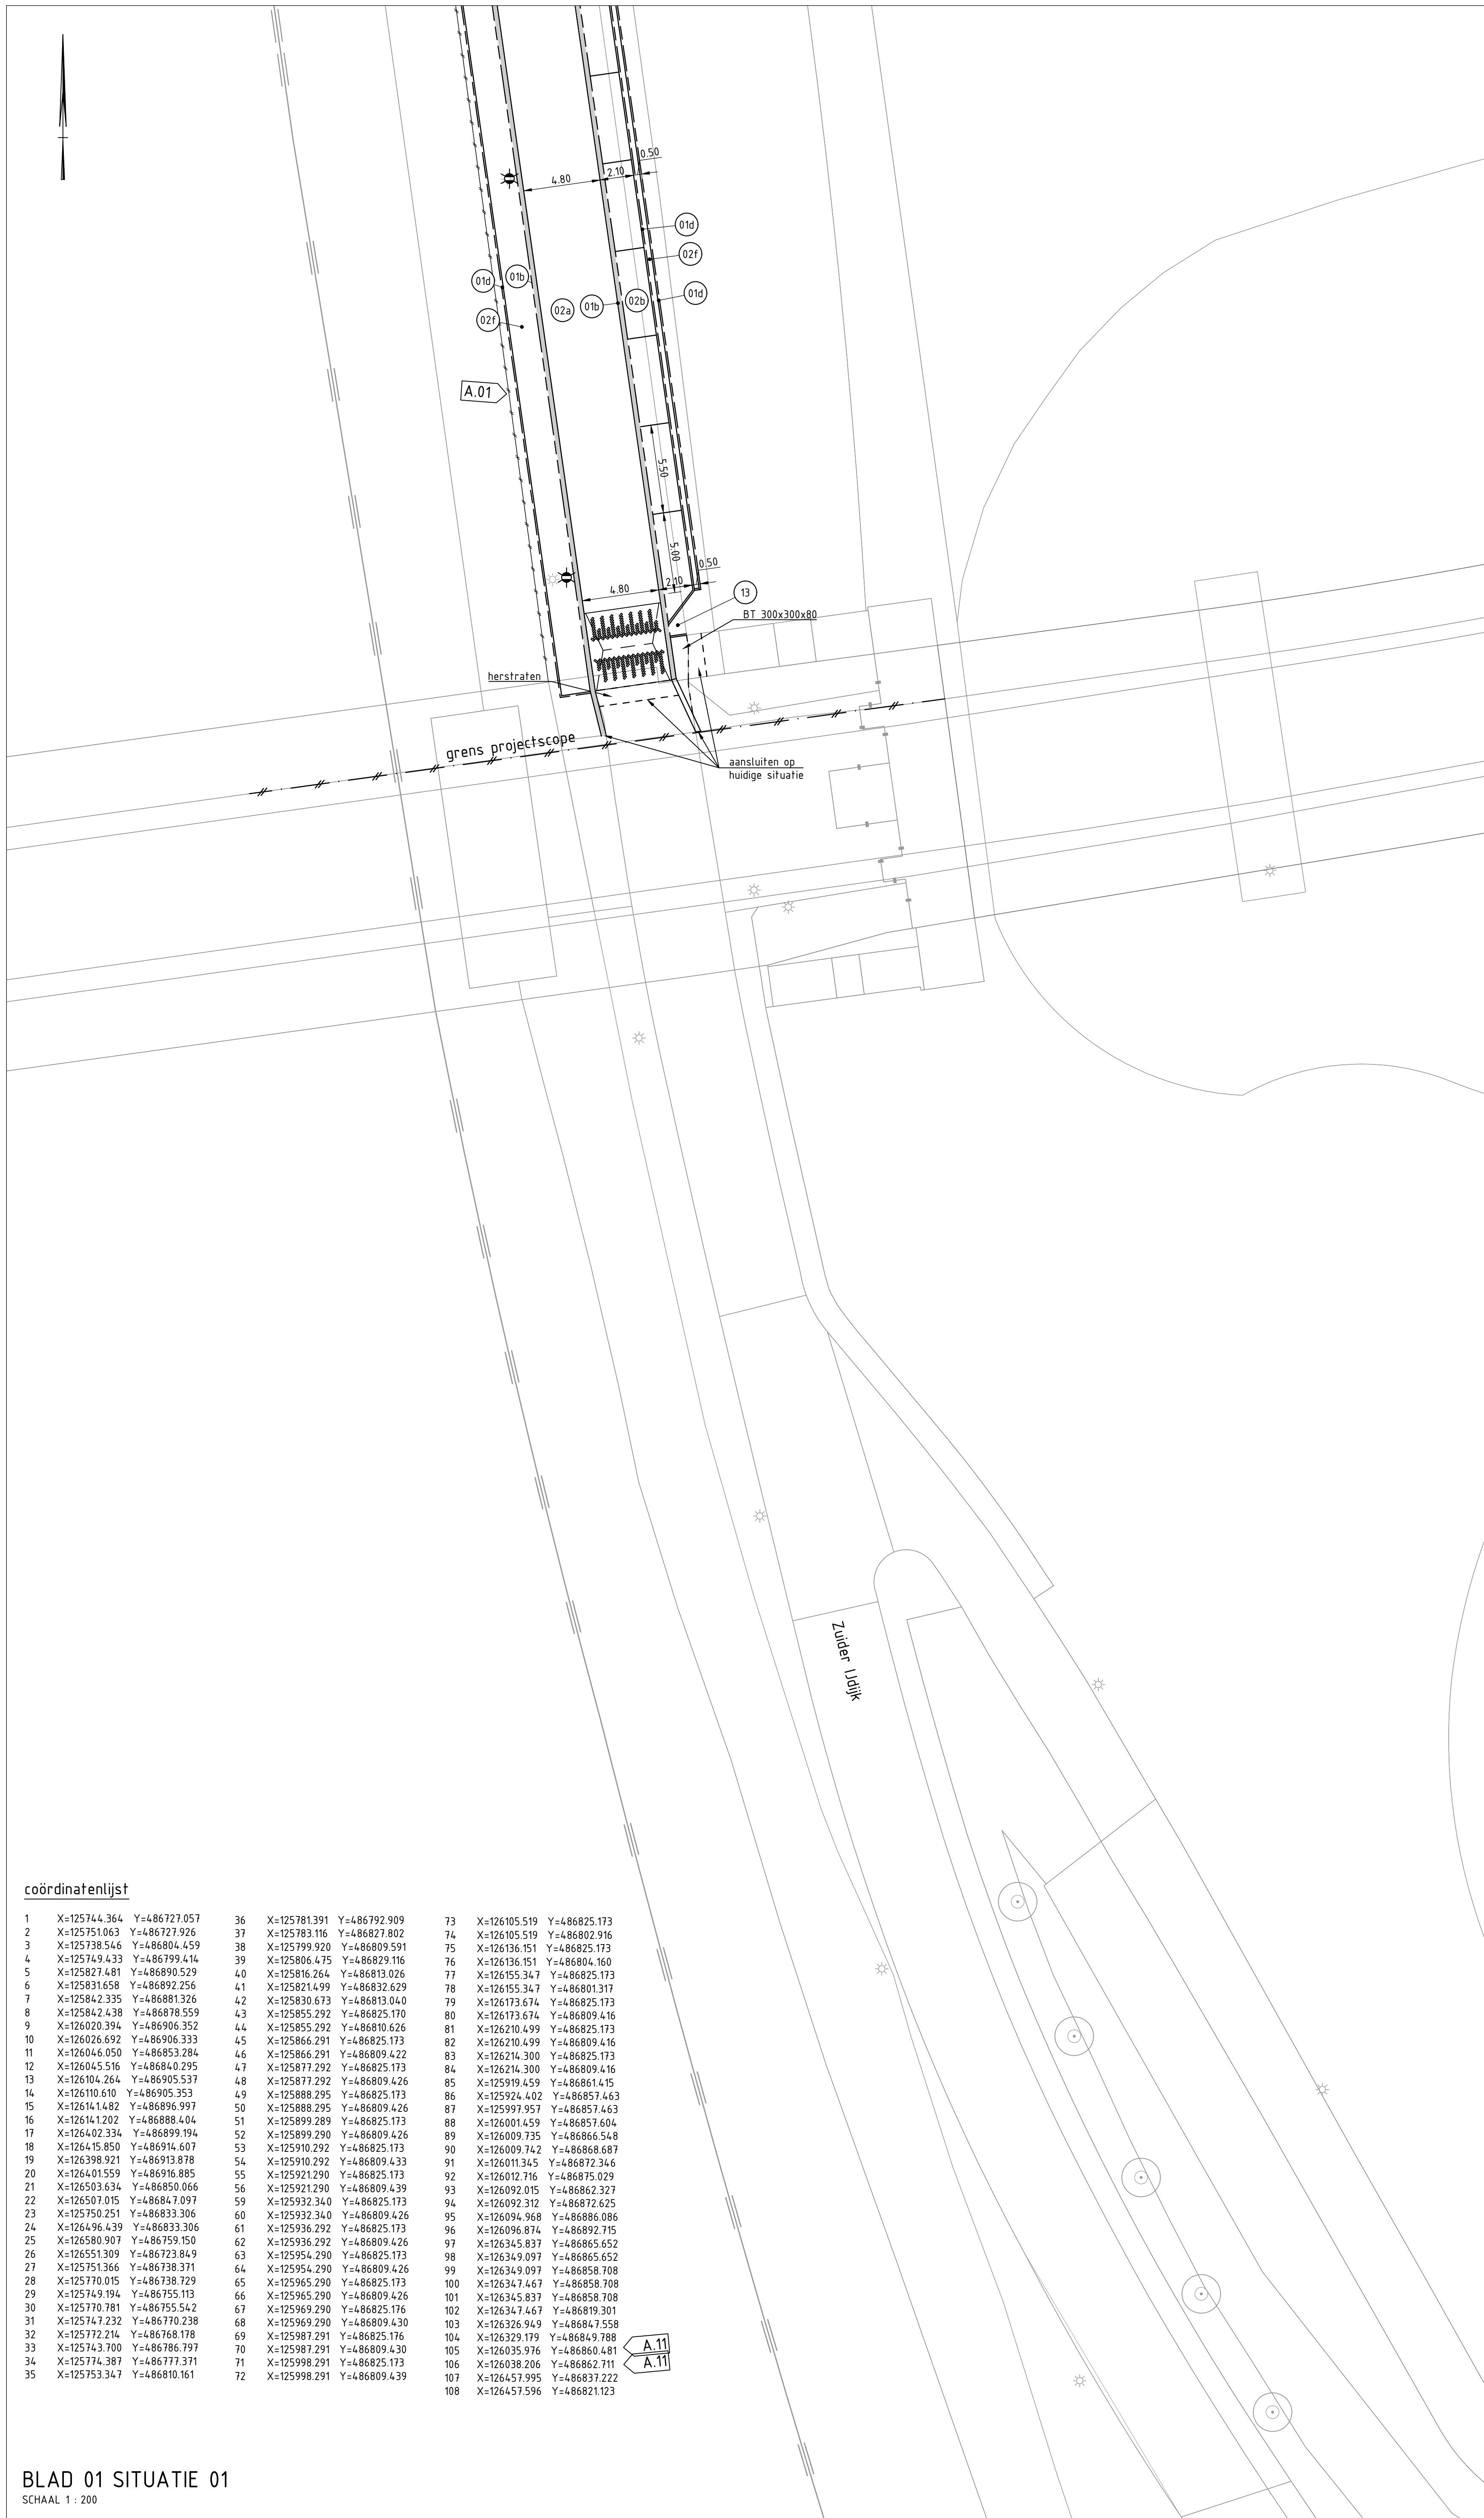 0.50
2.10
4.80
01d
02f
01d
01b
01d
02a
01b
02b
02f
A.01
5.50
5.00
0.50
2.10
4.80
13
BT 300x300x80
herstraten
grens projectscope
aansluiten op
huidige situatie
Zuider IJdijk
coördinatenlijst
1 X=125744.364 Y=486727.057
2 X=125751.063 Y=486727.926
3 X=125738.546 Y=486804.459
4 X=125749.433 Y=486799.414
5 X=125827.481 Y=486890.529
6 X=125831.658 Y=486892.256
7 X=125842.335 Y=486881.326
8 X=125842.438 Y=486878.559
9 X=126020.394 Y=486906.352
10 X=126026.692 Y=486906.333
11 X=126046.050 Y=486853.284
12 X=126045.516 Y=486840.295
13 X=126104.264 Y=486905.537
14 X=126110.610 Y=486905.353
15 X=126141.482 Y=486896.997
16 X=126141.202 Y=486888.404
17 X=126402.334 Y=486899.194
18 X=126415.850 Y=486914.607
19 X=126398.921 Y=486913.878
20 X=126401.559 Y=486916.885
21 X=126503.634 Y=486850.066
22 X=126507.015 Y=486847.097
23 X=125750.251 Y=486833.306
24 X=126496.439 Y=486833.306
25 X=126580.907 Y=486759.150
26 X=126551.309 Y=486723.849
27 X=125751.366 Y=486738.371
28 X=125770.015 Y=486738.729
29 X=125749.194 Y=486755.113
30 X=125770.781 Y=486755.542
31 X=125747.232 Y=486770.238
32 X=125772.214 Y=486768.178
33 X=125743.700 Y=486786.797
34 X=125774.387 Y=486777.371
35 X=125753.347 Y=486810.161
36 X=125781.391 Y=486792.909
37 X=125783.116 Y=486827.802
38 X=125799.920 Y=486809.591
39 X=125806.475 Y=486829.116
40 X=125816.264 Y=486813.026
41 X=125821.499 Y=486832.629
42 X=125830.673 Y=486813.040
43 X=125855.292 Y=486825.170
44 X=125855.292 Y=486810.626
45 X=125866.291 Y=486825.173
46 X=125866.291 Y=486809.422
47 X=125877.292 Y=486825.173
48 X=125877.292 Y=486809.426
49 X=125888.295 Y=486825.173
50 X=125888.295 Y=486809.426
51 X=125899.289 Y=486825.173
52 X=125899.290 Y=486809.426
53 X=125910.292 Y=486825.173
54 X=125910.292 Y=486809.433
55 X=125921.290 Y=486825.173
56 X=125921.290 Y=486809.439
59 X=125932.340 Y=486825.173
60 X=125932.340 Y=486809.426
61 X=125936.292 Y=486825.173
62 X=125936.292 Y=486809.426
63 X=125954.290 Y=486825.173
64 X=125954.290 Y=486809.426
65 X=125965.290 Y=486825.173
66 X=125965.290 Y=486809.426
67 X=125969.290 Y=486825.176
68 X=125969.290 Y=486809.430
69 X=125987.291 Y=486825.176
70 X=125987.291 Y=486809.430
71 X=125998.291 Y=486825.173
72 X=125998.291 Y=486809.439
73 X=126105.519 Y=486825.173
74 X=126105.519 Y=486802.916
75 X=126136.151 Y=486825.173
76 X=126136.151 Y=486804.160
77 X=126155.347 Y=486825.173
78 X=126155.347 Y=486801.317
79 X=126173.674 Y=486825.173
80 X=126173.674 Y=486809.416
81 X=126210.499 Y=486825.173
82 X=126210.499 Y=486809.416
83 X=126214.300 Y=486825.173
84 X=126214.300 Y=486809.416
85 X=125919.459 Y=486861.415
86 X=125924.402 Y=486857.463
87 X=125997.957 Y=486857.463
88 X=126001.459 Y=486857.604
89 X=126009.735 Y=486866.548
90 X=126009.742 Y=486868.687
91 X=126011.345 Y=486872.346
92 X=126012.716 Y=486875.029
93 X=126092.015 Y=486862.327
94 X=126092.312 Y=486872.625
95 X=126094.968 Y=486886.086
96 X=126096.874 Y=486892.715
97 X=126345.837 Y=486865.652
98 X=126349.097 Y=486865.652
99 X=126349.097 Y=486858.708
100 X=126347.467 Y=486858.708
101 X=126345.837 Y=486858.708
102 X=126347.467 Y=486819.301
103 X=126326.949 Y=486847.558
104 X=126329.179 Y=486849.788
105 X=126035.976 Y=486860.481
106 X=126038.206 Y=486862.711
107 X=126457.995 Y=486837.222
108 X=126457.596 Y=486821.123
A.11
A.11
BLAD 01 SITUATIE 01
SCHAAL 1 : 200